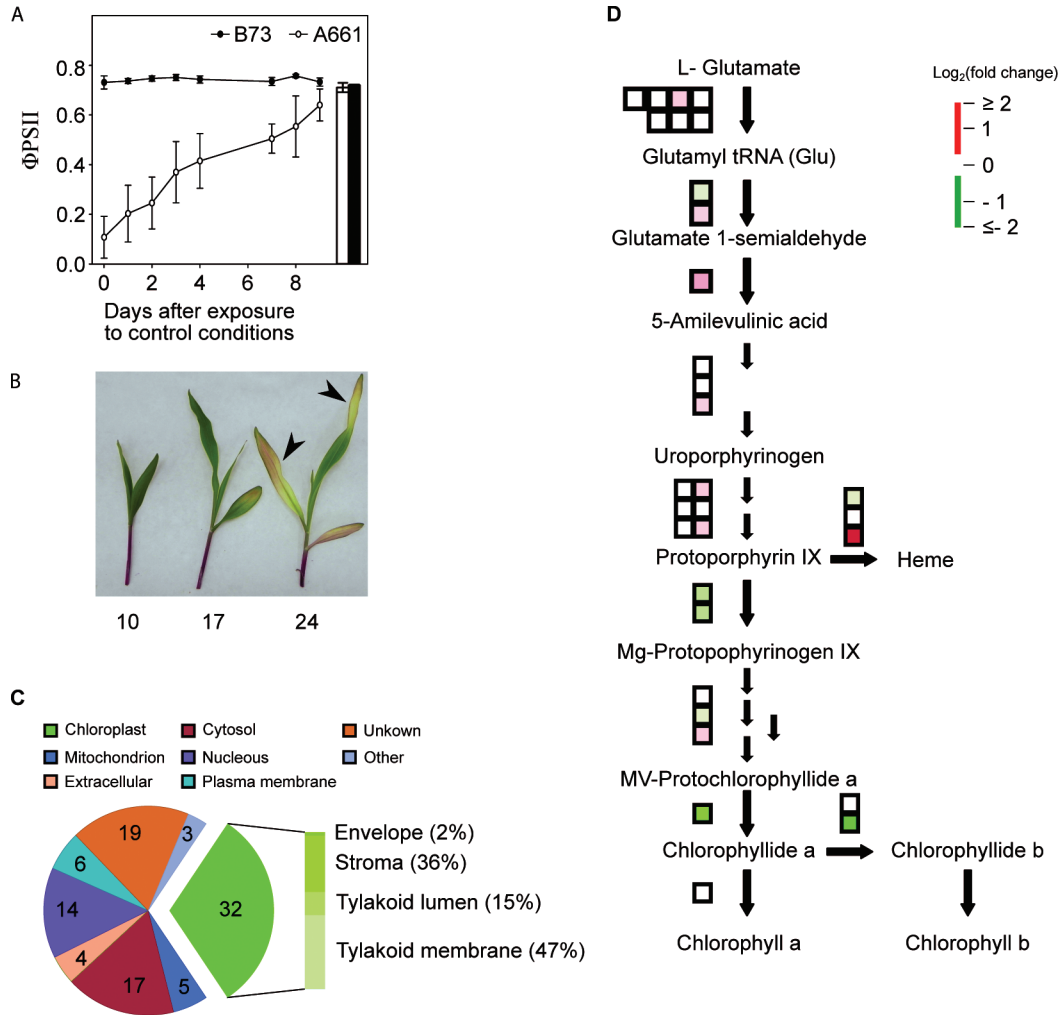 A
B73
A661
ΦPSII
0.8
0.6
0.4
0.2
0.0
0 2 4 6 8
Days after exposure
to control conditions
B
10 17 24
C
Chloroplast
Cytosol
Unkown
Mitochondrion
Nucleous
Other
Extracellular
Plasma membrane
19
3
6
32
14
4
17
5
Envelope (2%)
Stroma (36%)
Tylakoid lumen (15%)
Tylakoid membrane (47%)
D
Log2(fold change)
≥ 2
1
0
- 1
≤- 2
L- Glutamate
Glutamyl tRNA (Glu)
Glutamate 1-semialdehyde
5-Amilevulinic acid
Uroporphyrinogen
Protoporphyrin IX
Heme
Mg-Protopophyrinogen IX
MV-Protochlorophyllide a
Chlorophyllide a
Chlorophyllide b
Chlorophyll a
Chlorophyll b